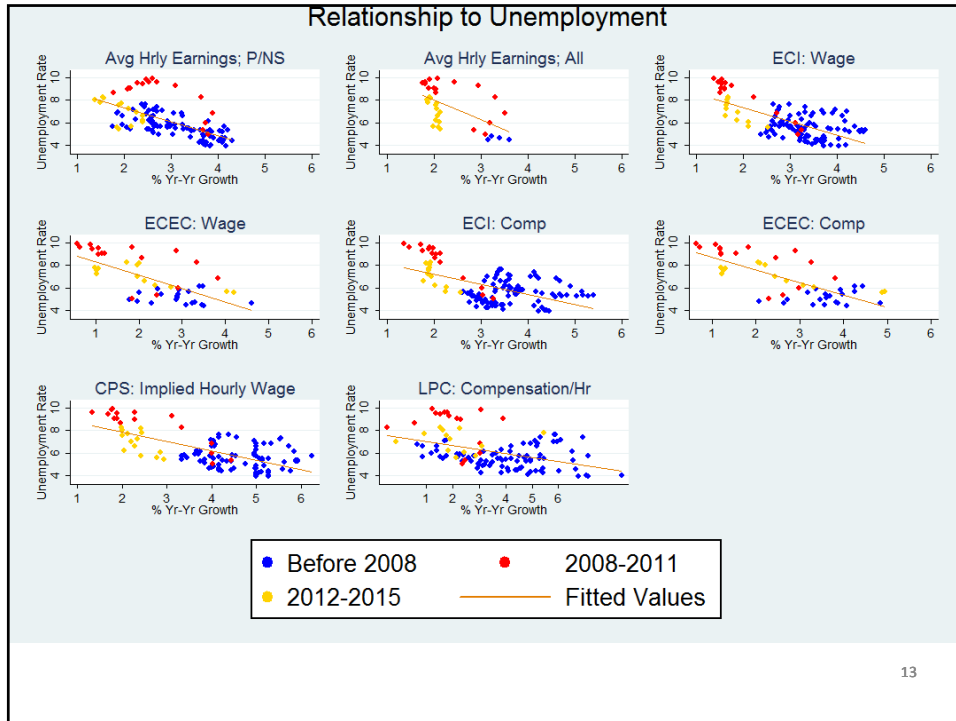 Relationship to Unemployment
Avg Hrly Earnings; P/NS
Unemployment Rate
4 6 8 10
1 2 3 4 5 6
% Yr-Yr Growth
Avg Hrly Earnings; All
Unemployment Rate
4 6 8 10
1 2 3 4 5 6
% Yr-Yr Growth
ECI: Wage
Unemployment Rate
4 6 8 10
1 2 3 4 5 6
% Yr-Yr Growth
ECEC: Wage
Unemployment Rate
4 6 8 10
1 2 3 4 5 6
% Yr-Yr Growth
ECI: Comp
Unemployment Rate
4 6 8 10
1 2 3 4 5 6
% Yr-Yr Growth
ECEC: Comp
Unemployment Rate
4 6 8 10
1 2 3 4 5 6
% Yr-Yr Growth
CPS: Implied Hourly Wage
Unemployment Rate
4 6 8 10
1 2 3 4 5 6
% Yr-Yr Growth
LPC: Compensation/Hr
Unemployment Rate
4 6 8 10
1 2 3 4 5 6
% Yr-Yr Growth
Before 2008 2008-2011
2012-2015 Fitted Values
13